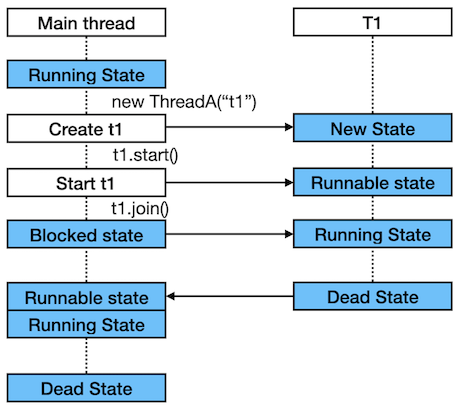 Main thread
T1
Running State
new ThreadA(“t1”)
Create t1
New State
t1.start()
Start t1
Runnable state
t1.join()
Blocked state
Running State
Runnable state
Dead State
Running State
Dead State